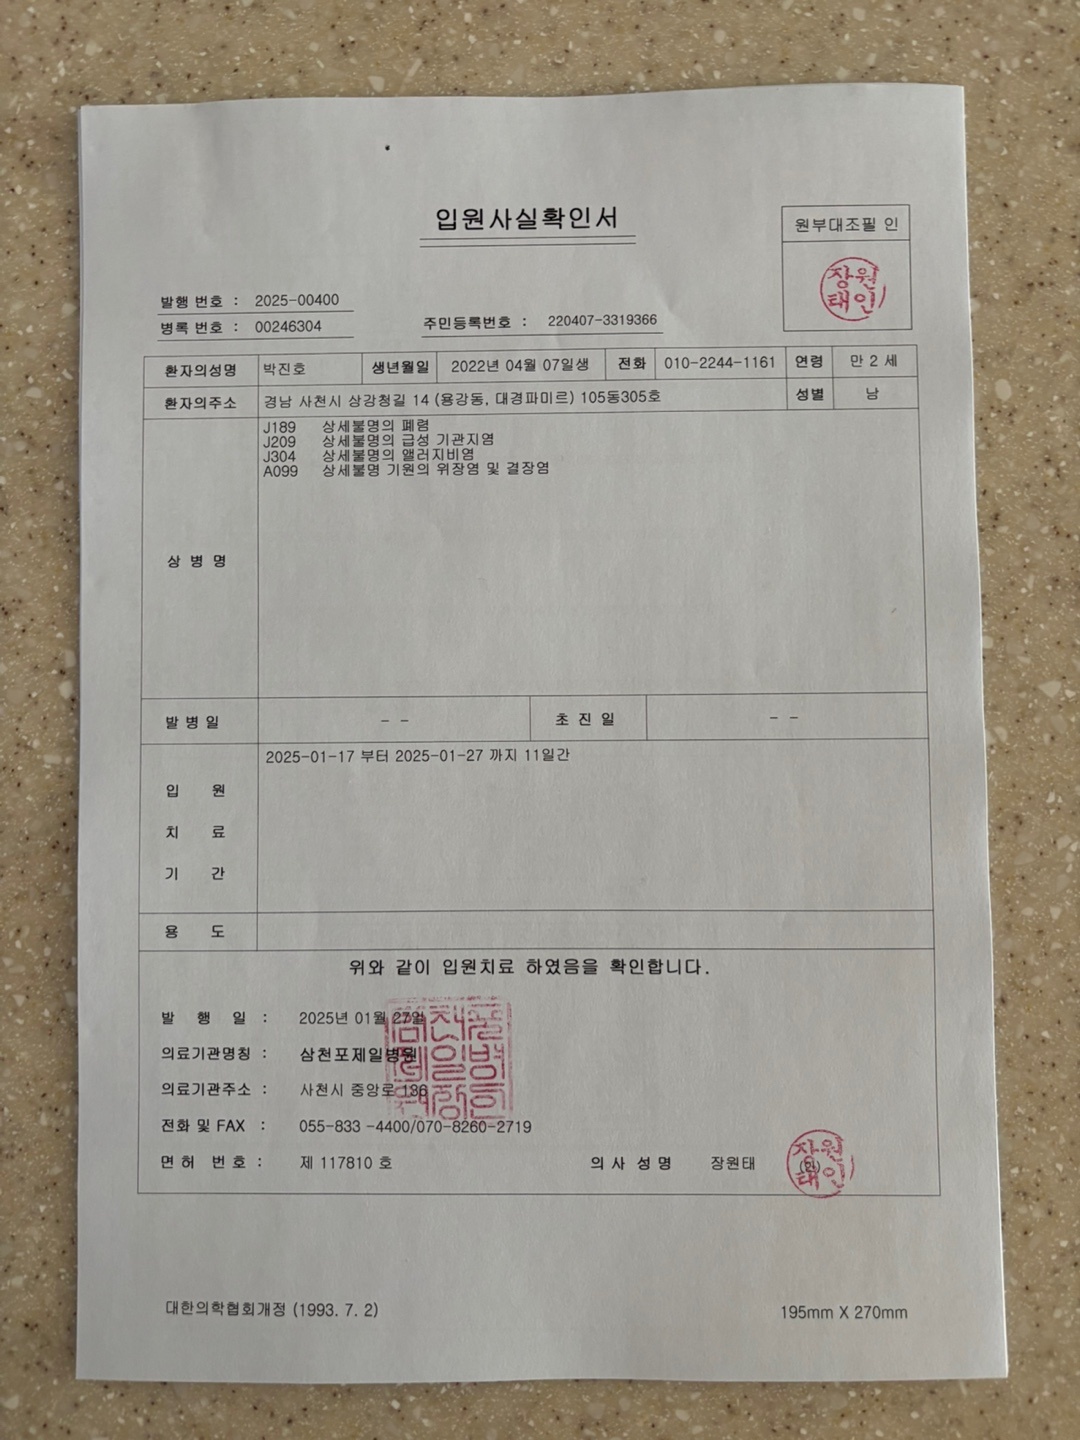 입원사실확인서
원부대조필 인
장원태인
발행 번호 : 2025-00400
병록 번호 : 00246304
주민등록번호 : 220407-3319366
환자의성명 박진호 생년월일 2022년 04월 07일생 전화 010-2244-1161 연령 만 2 세
환자의주소 경남 사천시 상강청길 14 (용강동, 대경파미르) 105동305호 성별 남
상 병 명
J189 상세불명의 폐렴
J209 상세불명의 급성 기관지염
J304 상세불명의 앨러지비염
A099 상세불명 기원의 위장염 및 결장염
발병일 - - 초진일 - -
입원치료기간
2025-01-17 부터 2025-01-27 까지 11일간
용 도
위와 같이 입원치료 하였음을 확인합니다.
발 행 일 : 2025년 01월 27일
의료기관명칭 : 삼천포제일병원
의료기관주소 : 사천시 중앙로 136
전화 및 FAX : 055-833 -4400/070-8260-2719
면허 번호 : 제 117810 호 의사성명 장원태 (인)
장원태인
대한의학협회개정 (1993. 7. 2) 195mm X 270mm